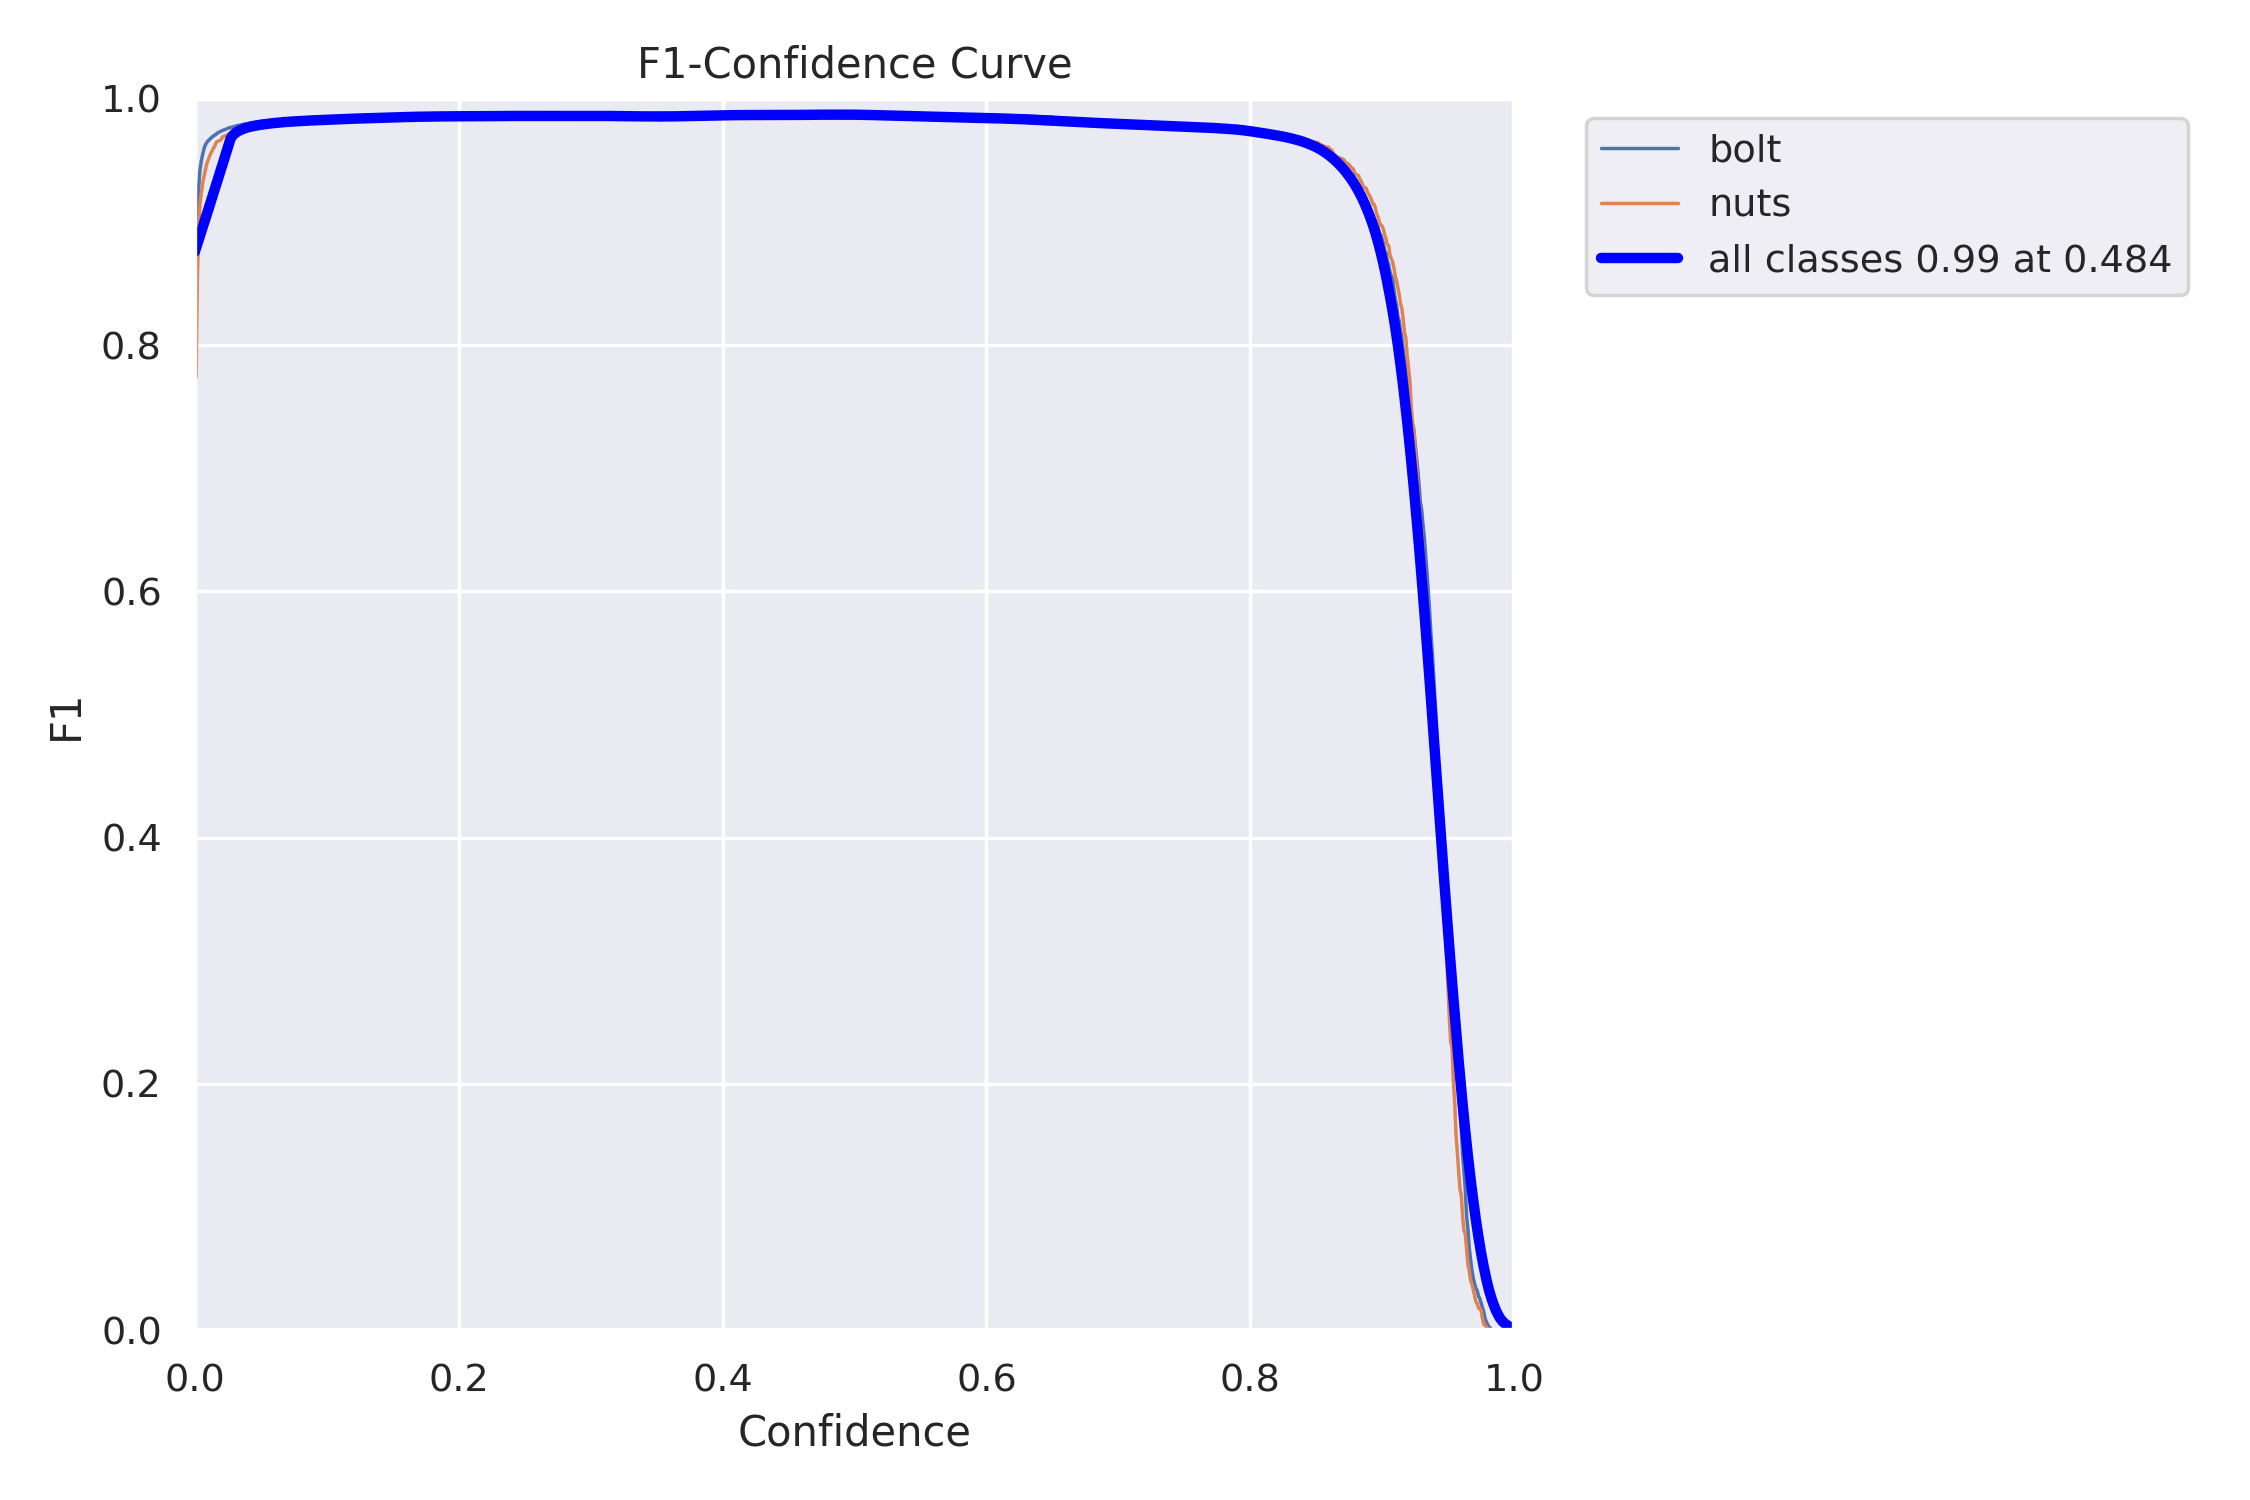 F1-Confidence Curve
1.0
0.8
0.6
0.4
0.2
0.0
F1
0.0 0.2 0.4 0.6 0.8 1.0
Confidence
bolt
nuts
all classes 0.99 at 0.484